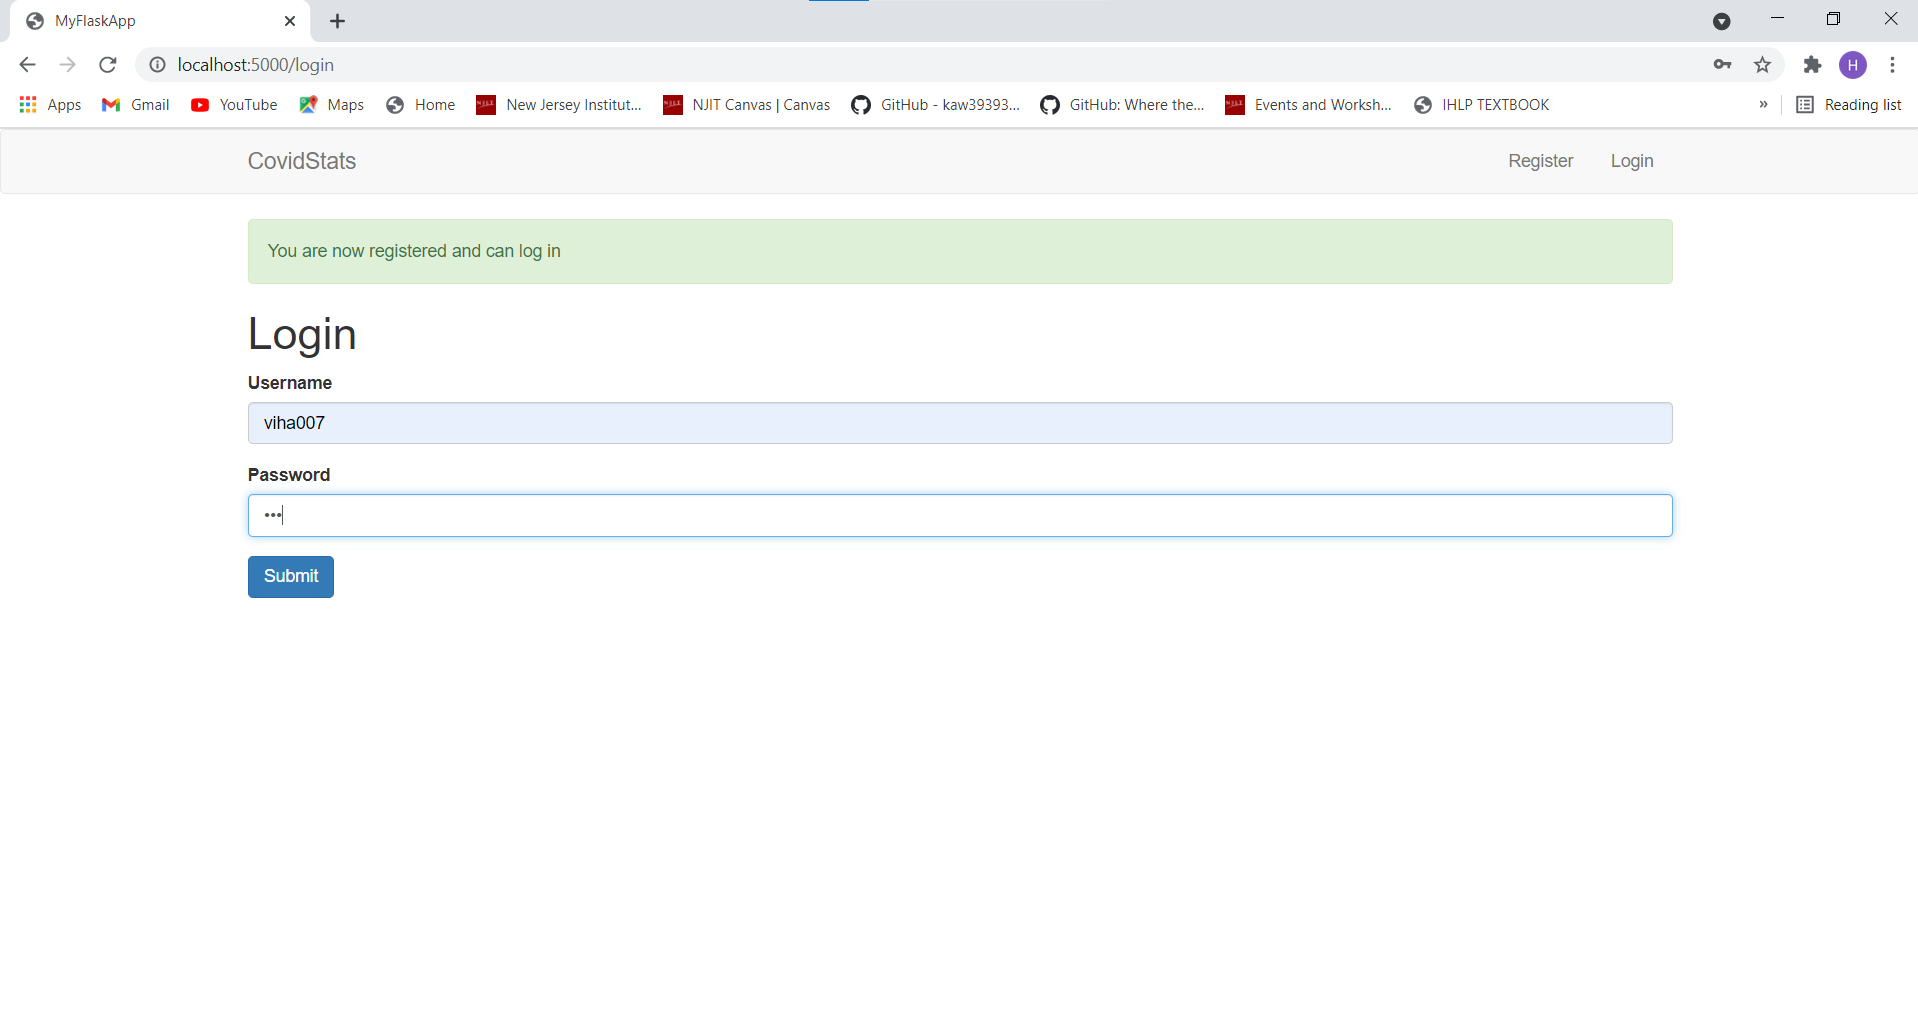 MyFlaskApp
localhost:5000/login
H
Apps Gmail YouTube Maps Home New Jersey Institut... NJIT Canvas | Canvas GitHub - kaw39393... GitHub: Where the... Events and Worksh... IHLP TEXTBOOK » Reading list
CovidStats Register Login
You are now registered and can log in
Login
Username
viha007
Password
•••
Submit